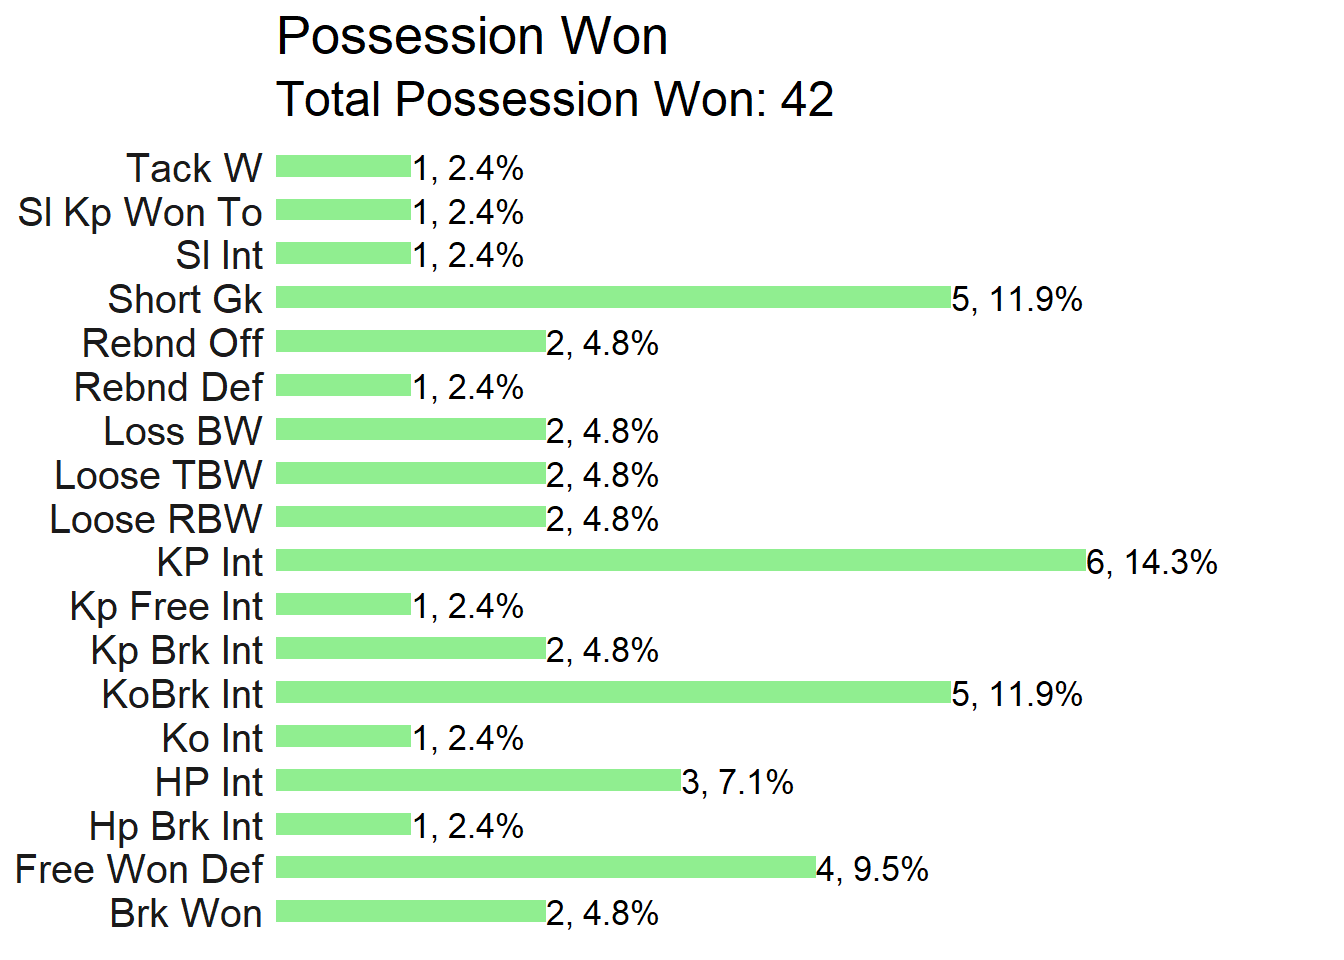 Possession Won
Total Possession Won: 42
Tack W 1, 2.4%
Sl Kp Won To 1, 2.4%
Sl Int 1, 2.4%
Short Gk 5, 11.9%
Rebnd Off 2, 4.8%
Rebnd Def 1, 2.4%
Loss BW 2, 4.8%
Loose TBW 2, 4.8%
Loose RBW 2, 4.8%
KP Int 6, 14.3%
Kp Free Int 1, 2.4%
Kp Brk Int 2, 4.8%
KoBrk Int 5, 11.9%
Ko Int 1, 2.4%
HP Int 3, 7.1%
Hp Brk Int 1, 2.4%
Free Won Def 4, 9.5%
Brk Won 2, 4.8%